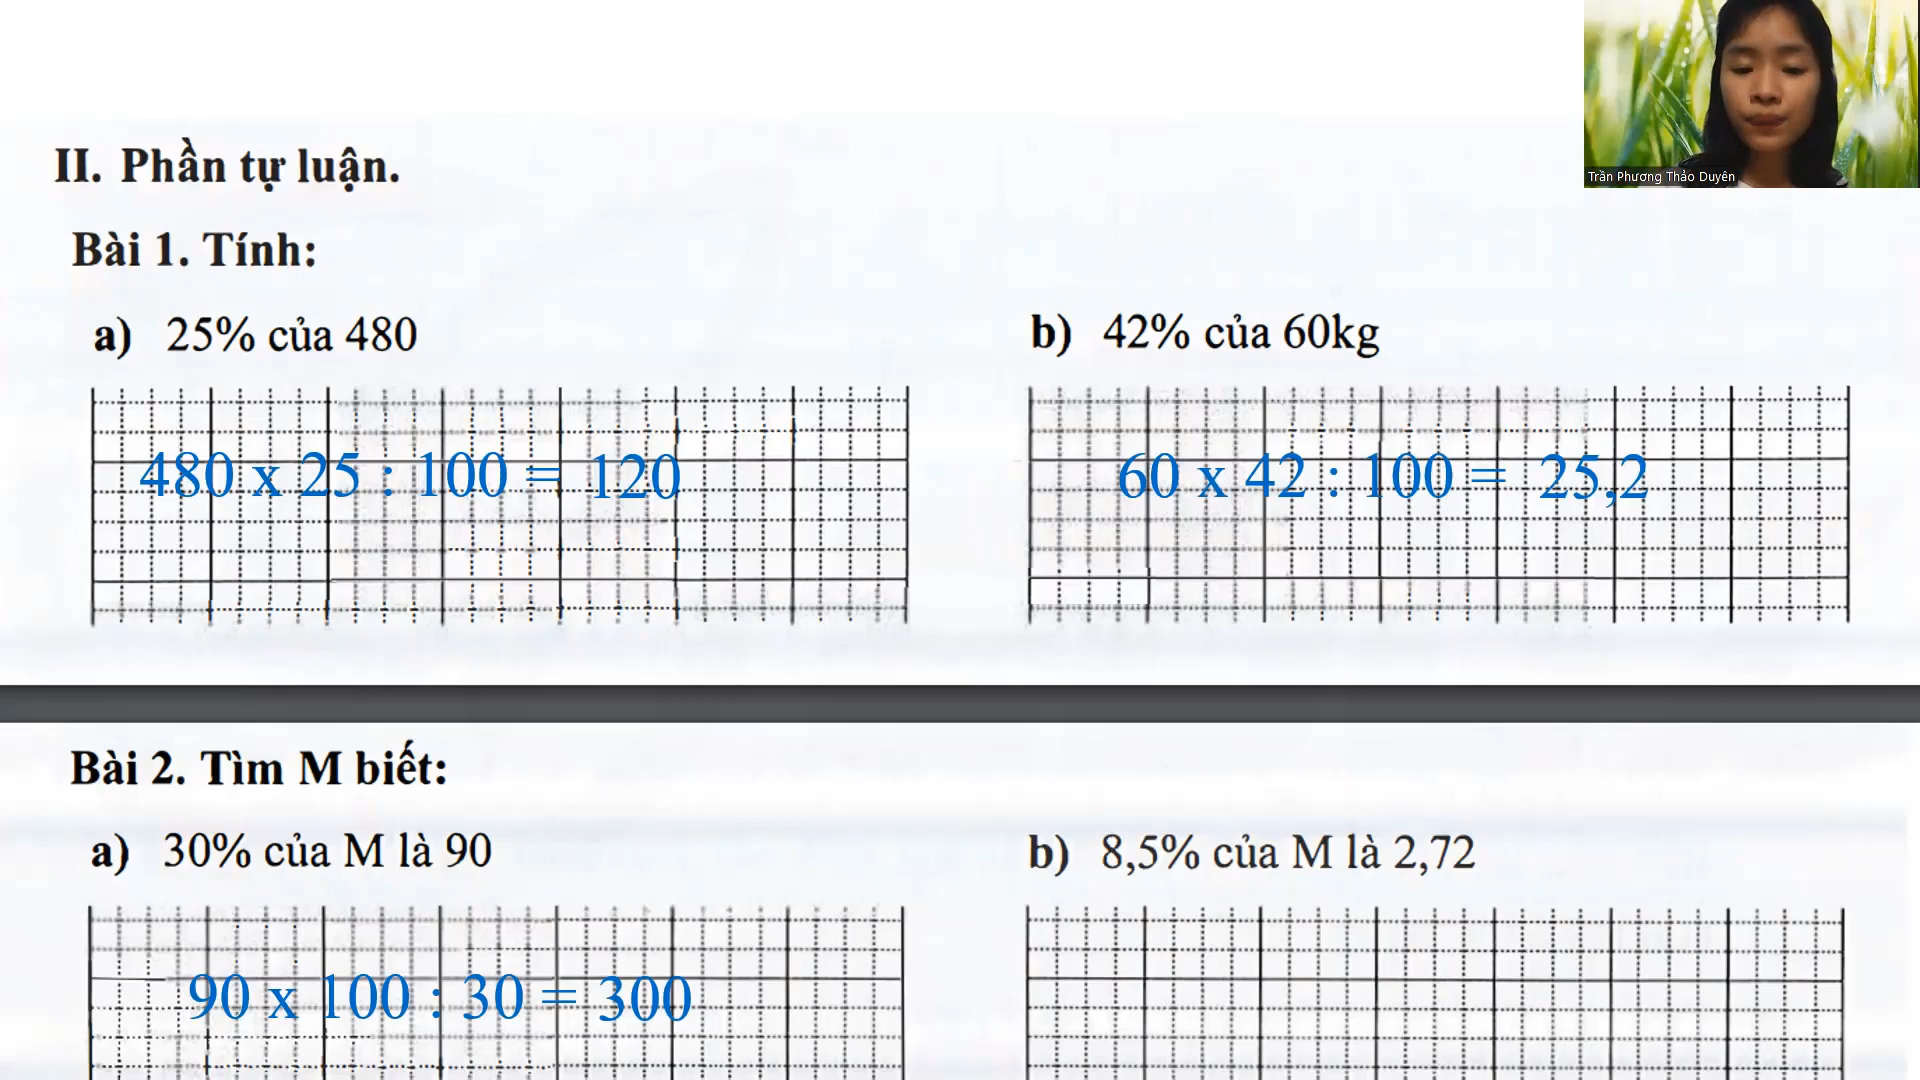 Trần Phương Thảo Duyên
II. Phần tự luận.
Bài 1. Tính:
a) 25% của 480
b) 42% của 60kg
480 x 25 : 100 = 120
60 x 42 : 100 = 25,2
Bài 2. Tìm M biết:
a) 30% của M là 90
b) 8,5% của M là 2,72
90 x 100 : 30 = 300